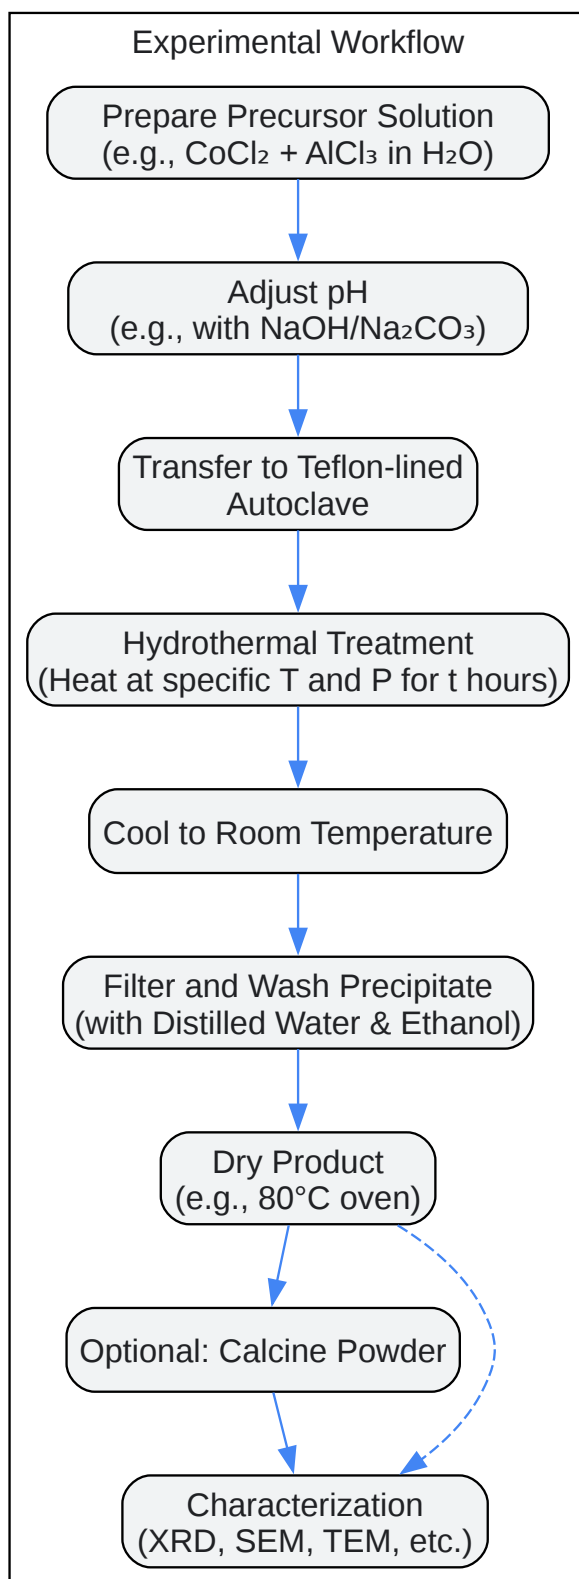 Experimental Workflow
Prepare Precursor Solution
(e.g., CoCl₂ + AlCl₃ in H₂O)
Adjust pH
(e.g., with NaOH/Na₂CO₃)
Transfer to Teflon-lined
Autoclave
Hydrothermal Treatment
(Heat at specific T and P for t hours)
Cool to Room Temperature
Filter and Wash Precipitate
(with Distilled Water & Ethanol)
Dry Product
(e.g., 80°C oven)
Optional: Calcine Powder
Characterization
(XRD, SEM, TEM, etc.)